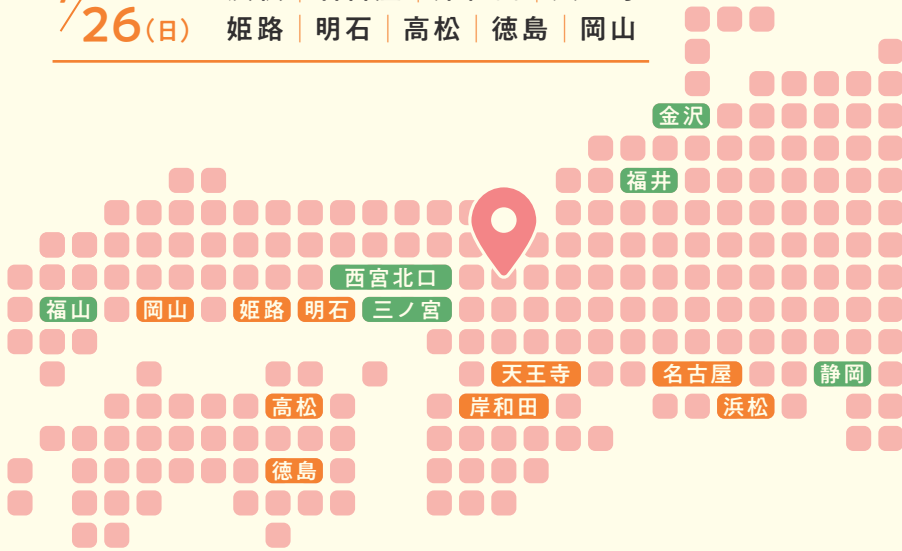 26(日)
姫路|明石|高松|徳島|岡山
金沢
福井
西宮北口
福山 岡山 姫路 明石 三ノ宮
天王寺 名古屋 静岡
高松 岸和田 浜松
徳島